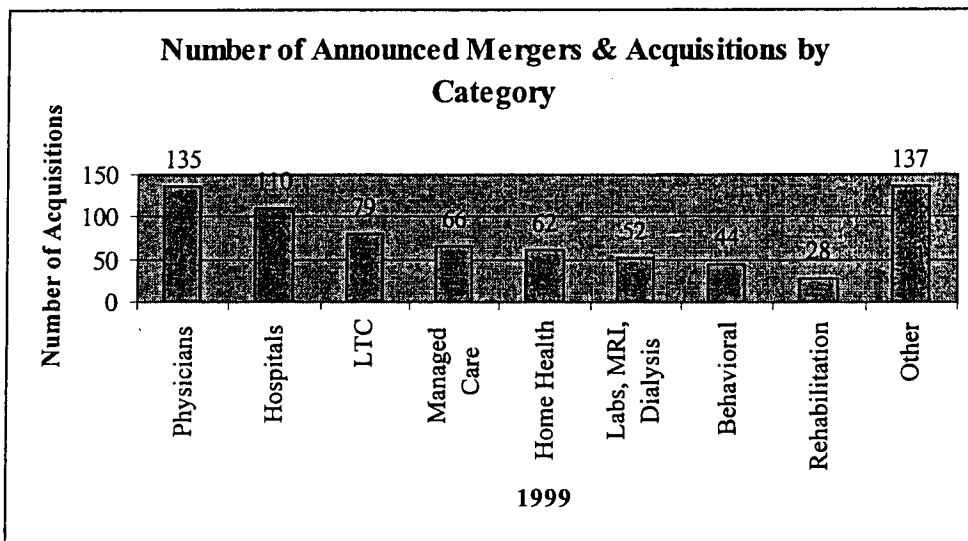 Number of Announced Mergers & Acquisitions by
Category
Number of Acquisitions
150
100
50
0
135
110
79
66
62
52
44
28
137
Physicians
Hospitals
LTC
Managed
Care
Home Health
Labs, MRI,
Dialysis
Behavioral
Rehabilitation
Other
1999